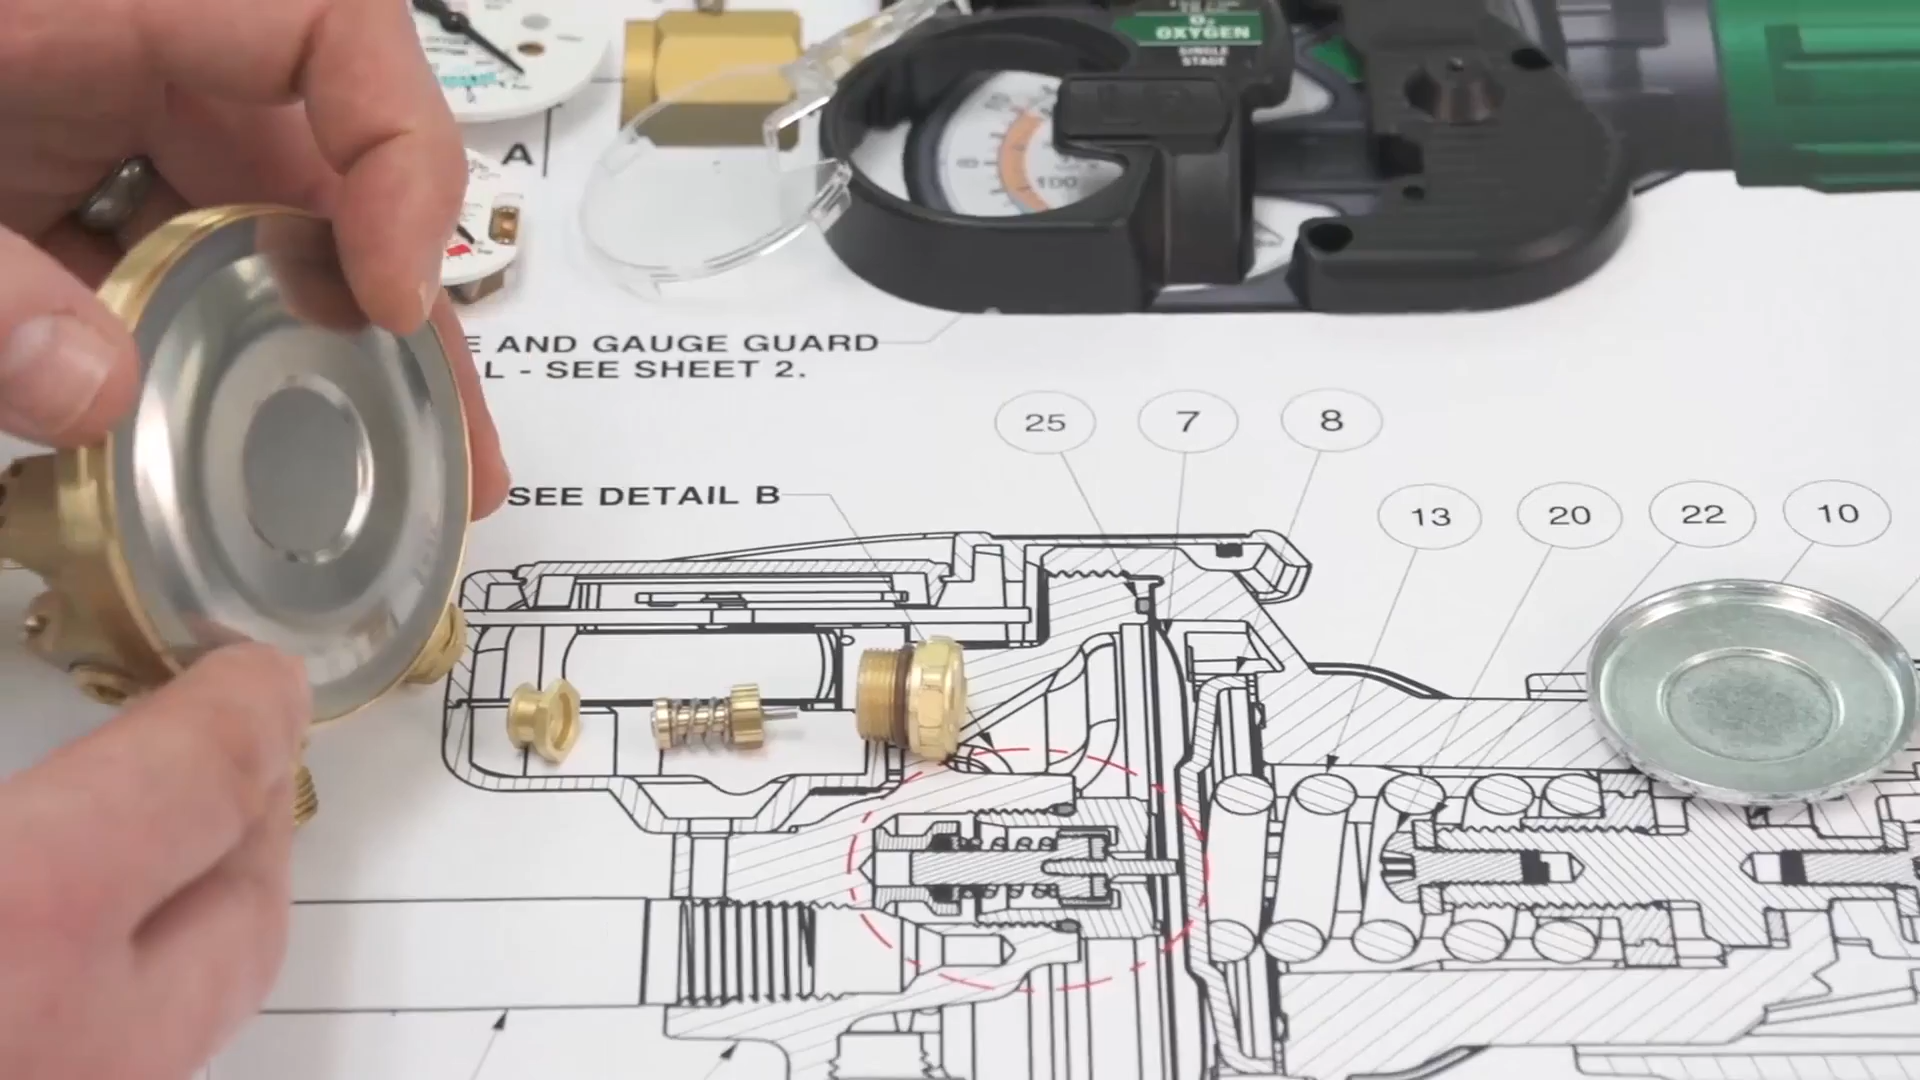 O₂
OXYGEN
SINGLE
STAGE
100
A
E AND GAUGE GUARD
L - SEE SHEET 2.
25
7
8
SEE DETAIL B
13
20
22
10